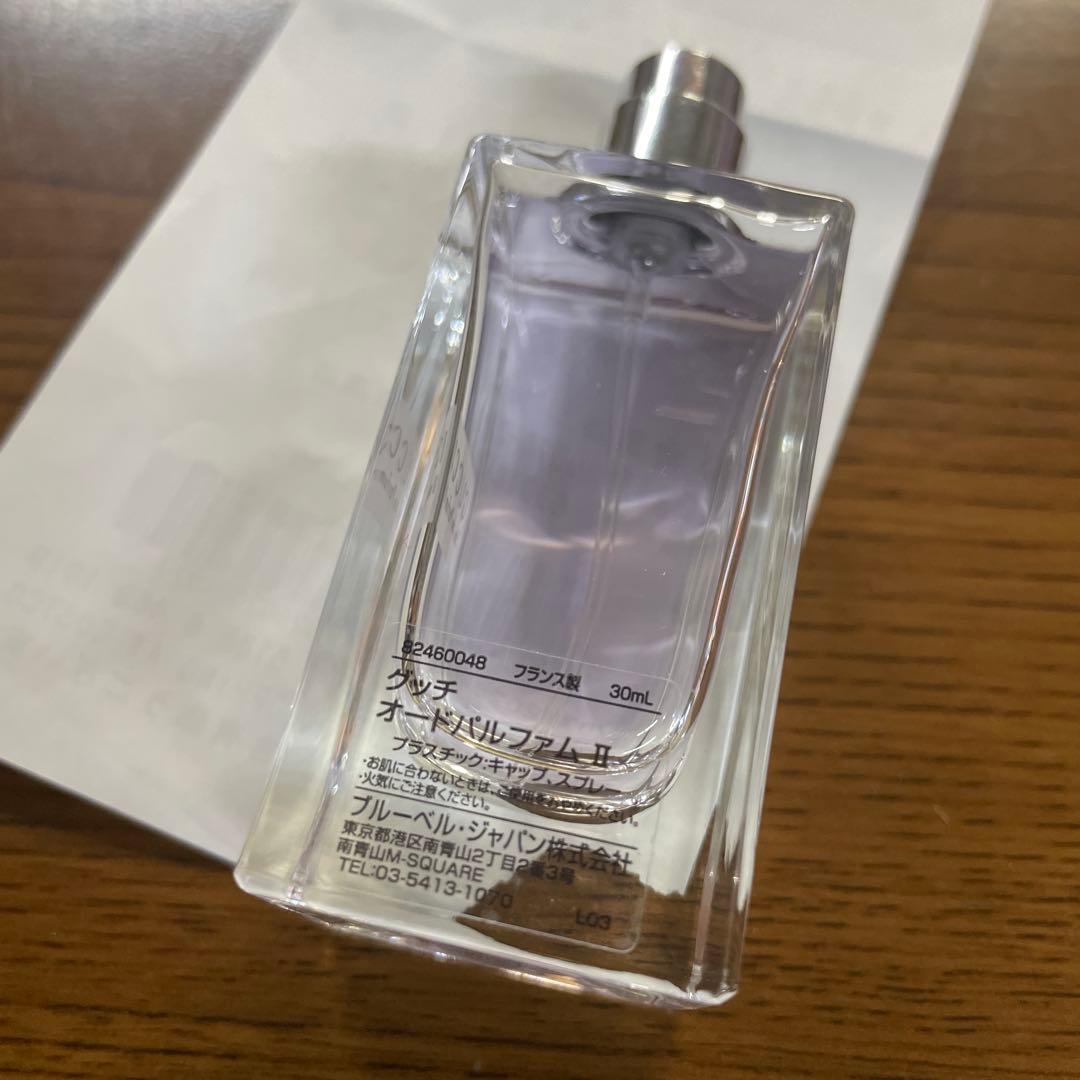 82460048 フランス製 30mL
グッチ
オードパルファム II
プラスチック・キャップ、スプレー
・お肌に合わないときは、ご使用をおやめください。
・火気にご注意ください。
ブルーベル・ジャパン株式会社
東京都港区南青山2丁目2番3号
南青山M-SQUARE
TEL:03-5413-1070
L03